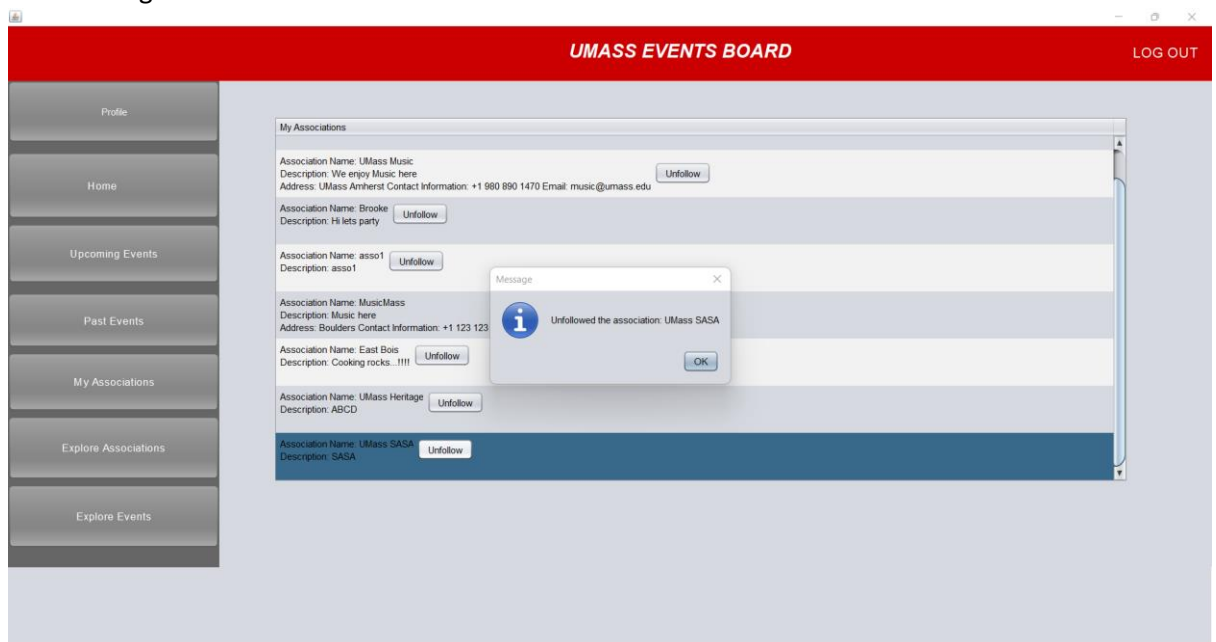 UMASS EVENTS BOARD
LOG OUT
Profile
Home
Upcoming Events
Past Events
My Associations
Explore Associations
Explore Events
My Associations
Association Name: UMass Music
Description: We enjoy Music here
Address: UMass Amherst Contact Information: +1 980 890 1470 Email: music@umass.edu
Unfollow
Association Name: Brooke
Description: Hi lets party
Unfollow
Association Name: asso1
Description: asso1
Unfollow
Association Name: MusicMass
Description: Music here
Address: Boulders Contact Information: +1 123 123
Association Name: East Bois
Description: Cooking rocks...!!!!
Unfollow
Association Name: UMass Heritage
Description: ABCD
Unfollow
Association Name: UMass SASA
Description: SASA
Unfollow
Message
Unfollowed the association: UMass SASA
OK